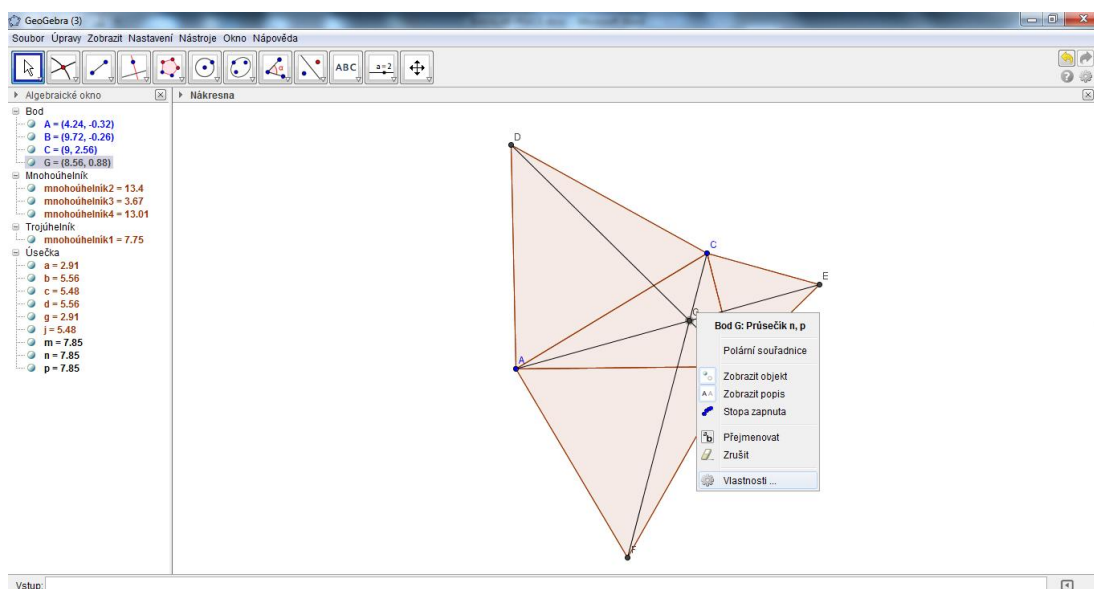 GeoGebra (3)
Soubor Úpravy Zobrazit Nastavení Nástroje Okno Nápověda
ABC
a=2
Algebraické okno
Nákresna
Bod
A = (4.24, -0.32)
B = (9.72, -0.26)
C = (9, 2.56)
G = (8.56, 0.88)
Mnohoúhelník
mnohoúhelník2 = 13.4
mnohoúhelník3 = 3.67
mnohoúhelník4 = 13.01
Trojúhelník
mnohoúhelník1 = 7.75
Úsečka
a = 2.91
b = 5.56
c = 5.48
d = 5.56
g = 2.91
j = 5.48
m = 7.85
n = 7.85
p = 7.85
D
C
E
G
A
F
Bod G: Průsečík n, p
Polární souřadnice
Zobrazit objekt
AA Zobrazit popis
Stopa zapnuta
Přejmenovat
Zrušit
Vlastnosti ...
Vstup: